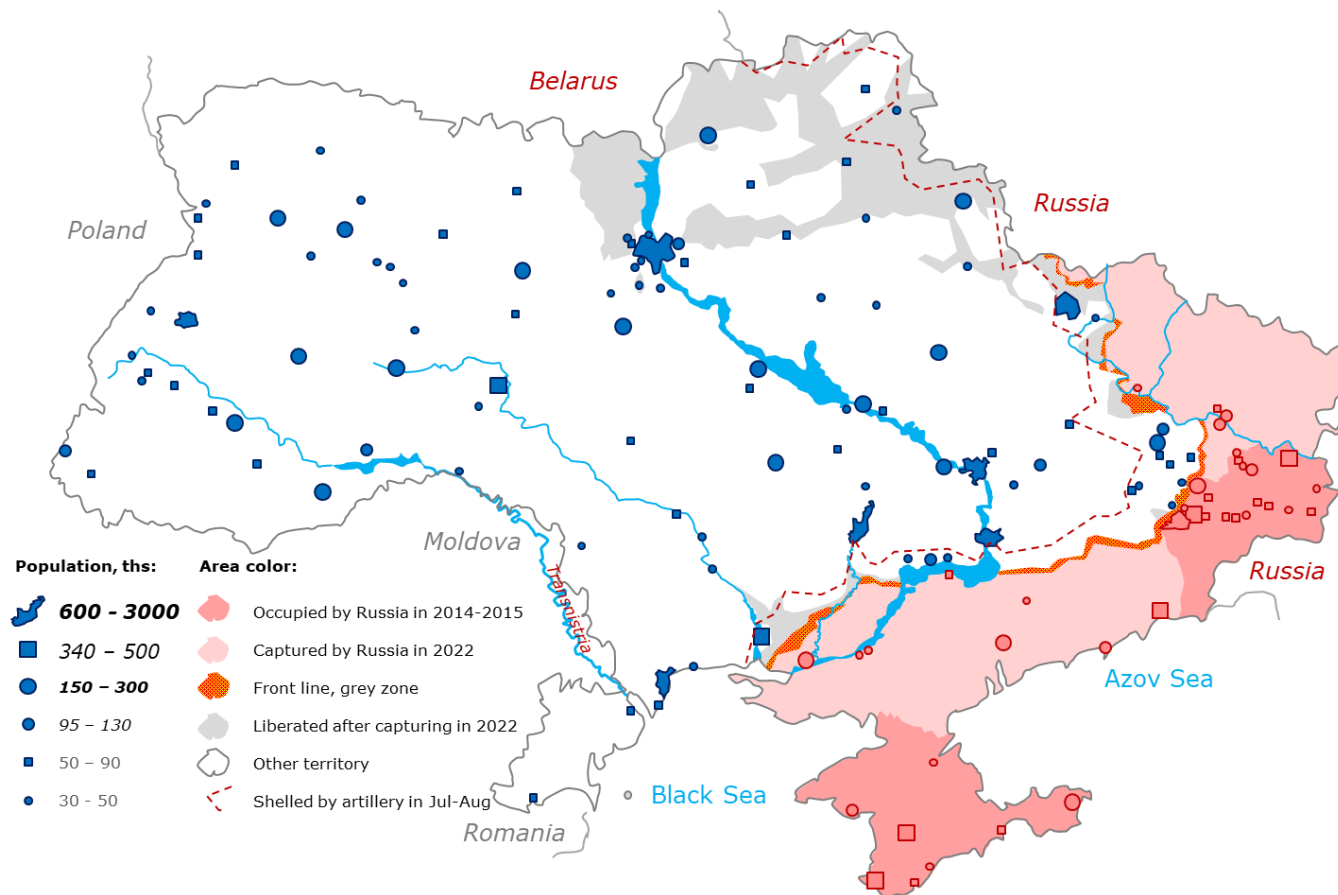 Belarus
Russia
Poland
Moldova
Transnistria
Russia
Azov Sea
Black Sea
Romania
Population, ths:
600 - 3000
340 – 500
150 – 300
95 – 130
50 – 90
30 - 50
Area color:
Occupied by Russia in 2014-2015
Captured by Russia in 2022
Front line, grey zone
Liberated after capturing in 2022
Other territory
Shelled by artillery in Jul-Aug